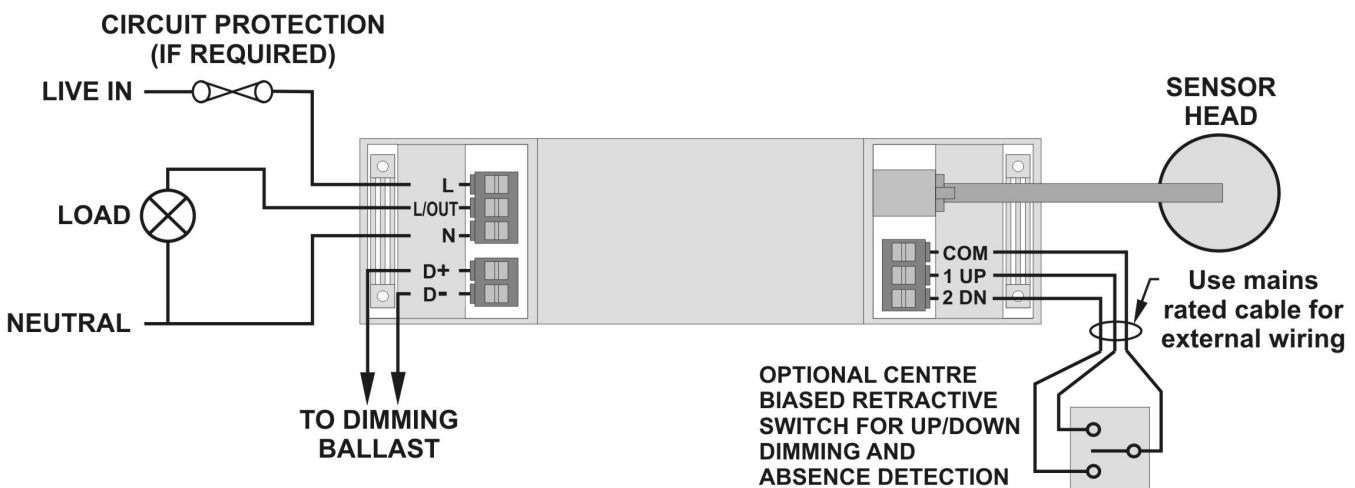 CIRCUIT PROTECTION
(IF REQUIRED)
LIVE IN
LOAD
NEUTRAL
L
L/OUT
N
D+
D-
TO DIMMING
BALLAST
SENSOR
HEAD
COM
1 UP
2 DN
Use mains
rated cable for
external wiring
OPTIONAL CENTRE
BIASED RETRACTIVE
SWITCH FOR UP/DOWN
DIMMING AND
ABSENCE DETECTION